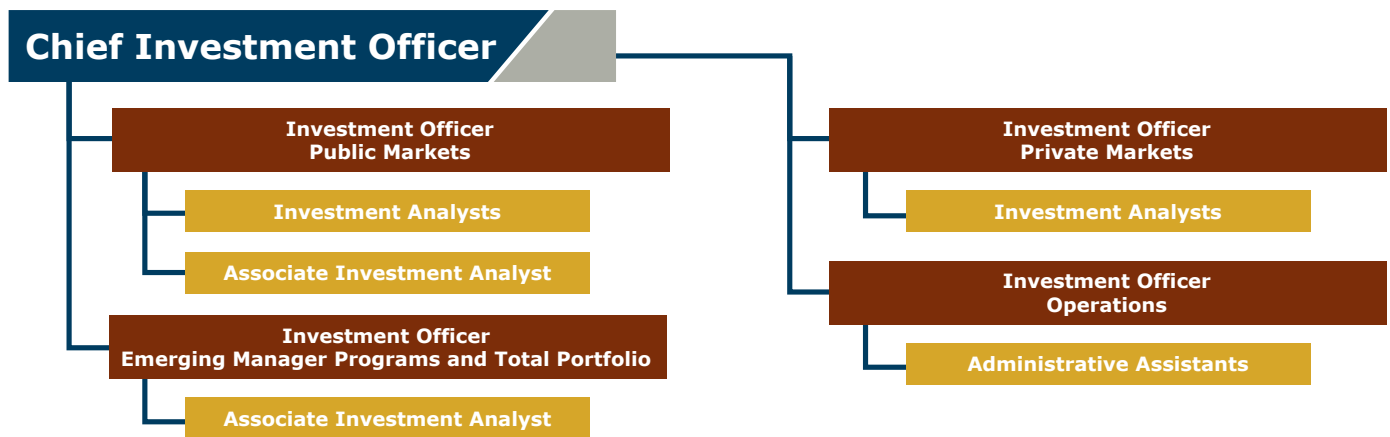 Chief Investment Officer
Investment Officer
Public Markets
Investment Analysts
Associate Investment Analyst
Investment Officer
Emerging Manager Programs and Total Portfolio
Associate Investment Analyst
Investment Officer
Private Markets
Investment Analysts
Investment Officer
Operations
Administrative Assistants